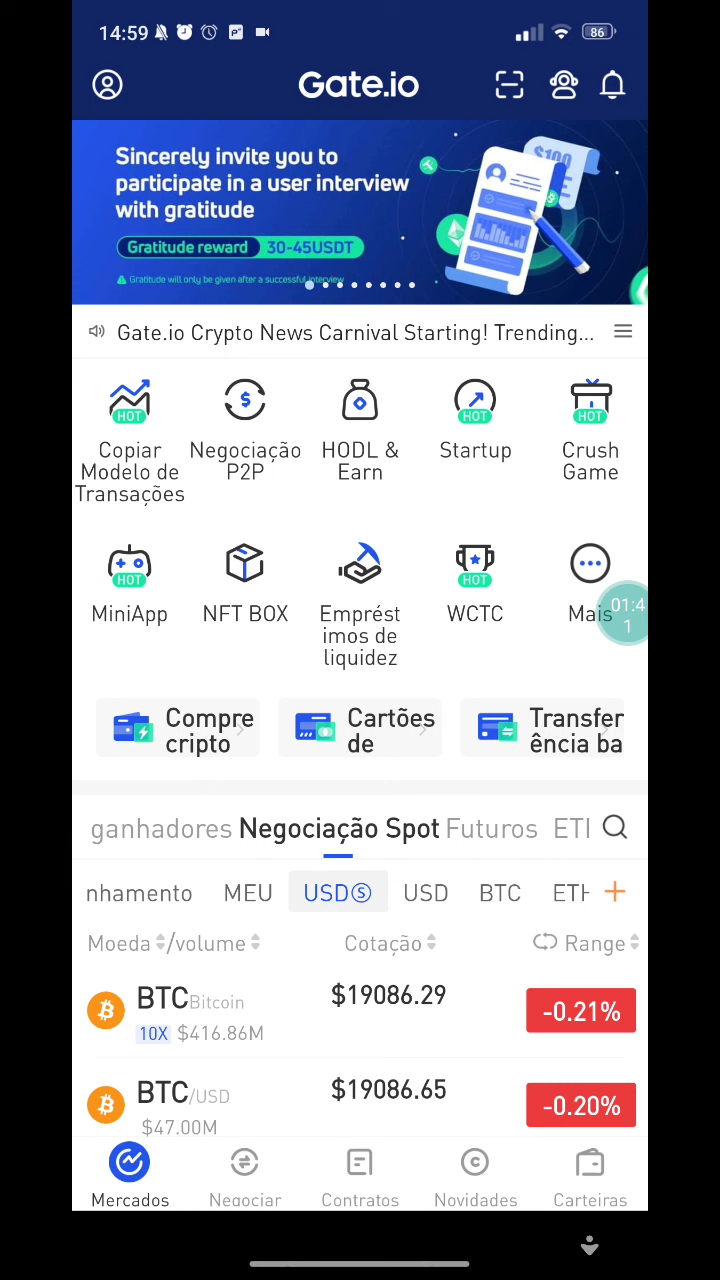 14:59
86
Gate.io
Sincerely invite you to
participate in a user interview
with gratitude
Gratitude reward 30-45USDT
Gratitude will only be given after a successful interview
Gate.io Crypto News Carnival Starting! Trending...
HOT
HOT
HOT
Copiar
Modelo de
Transações
Negociação
P2P
HODL &
Earn
Startup
Crush
Game
HOT
HOT
MiniApp
NFT BOX
Emprést
imos de
liquidez
WCTC
Mais
01:4
1
Compre
cripto
Cartões
de
Transfer
ência ba
ganhadores Negociação Spot Futuros ETI
nhamento MEU USDⓈ USD BTC ETH
Moeda/volume Cotação Range
BTC Bitcoin $19086.29 -0.21%
10X $416.86M
BTC/USD $19086.65 -0.20%
$47.00M
Mercados Negociar Contratos Novidades Carteiras